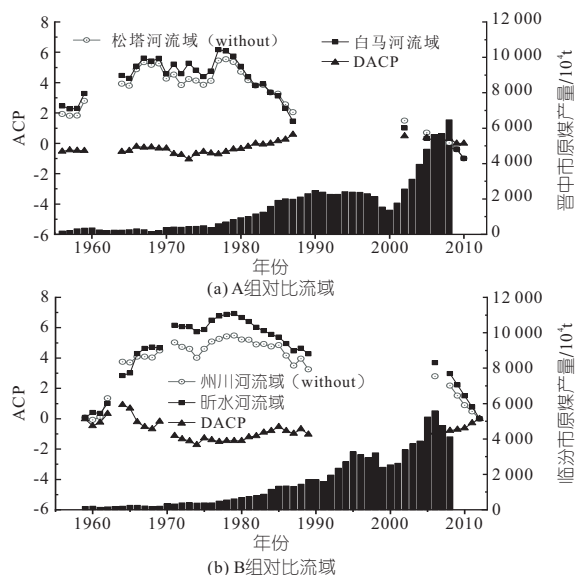 松塔河流域（without）
白马河流域
DACP
ACP
晋中市原煤产量/10⁴t
8
6
4
2
0
-2
-4
-6
12 000
10 000
8 000
6 000
4 000
2 000
0
1960 1970 1980 1990 2000 2010
年份
(a) A组对比流域
州川河流域（without）
昕水河流域
DACP
ACP
临汾市原煤产量/10⁴t
8
6
4
2
0
-2
-4
-6
12 000
10 000
8 000
6 000
4 000
2 000
0
1960 1970 1980 1990 2000 2010
年份
(b) B组对比流域